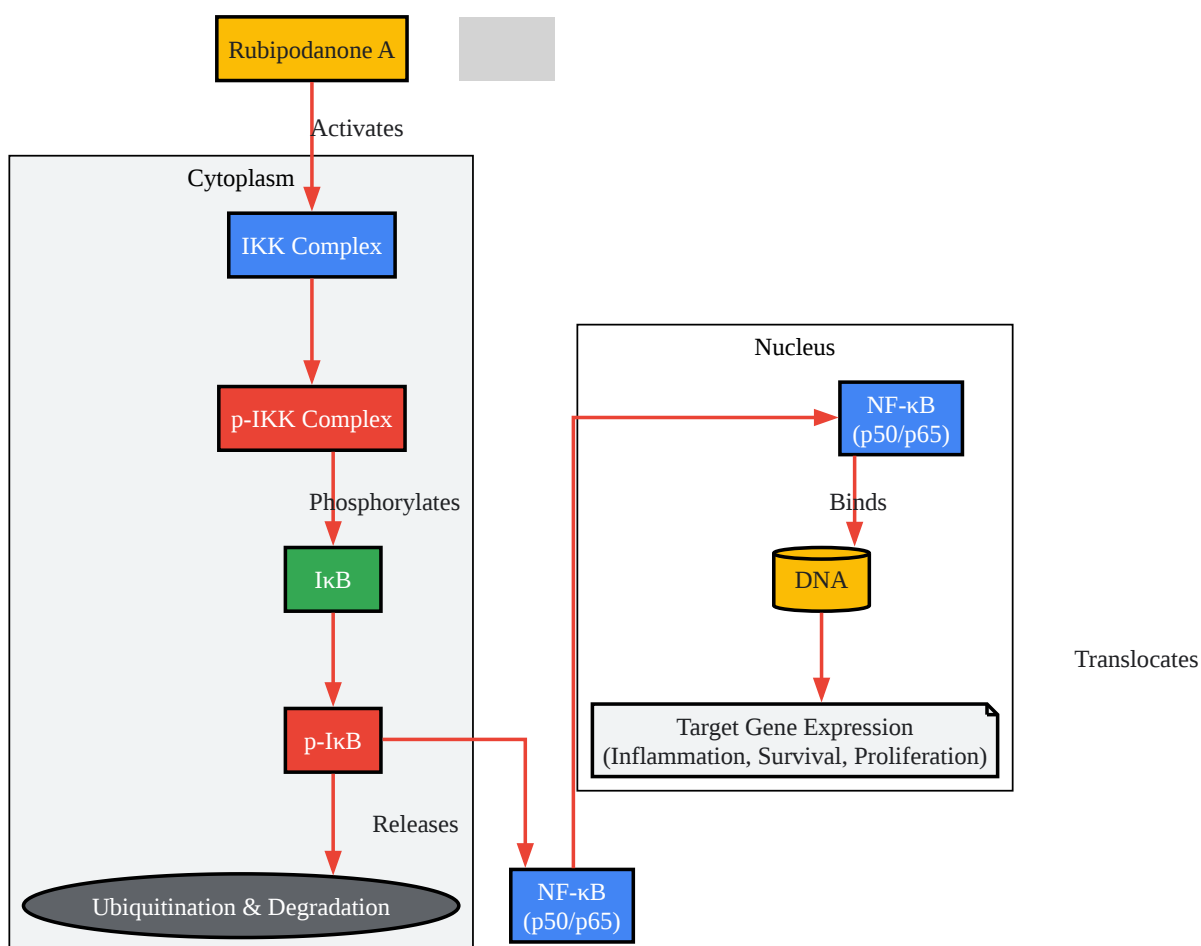 Rubipodanone A
Activates
Cytoplasm
IKK Complex
p-IKK Complex
Phosphorylates
IκB
p-IκB
Releases
Ubiquitination & Degradation
NF-κB
(p50/p65)
Translocates
Nucleus
NF-κB
(p50/p65)
Binds
DNA
Target Gene Expression
(Inflammation, Survival, Proliferation)